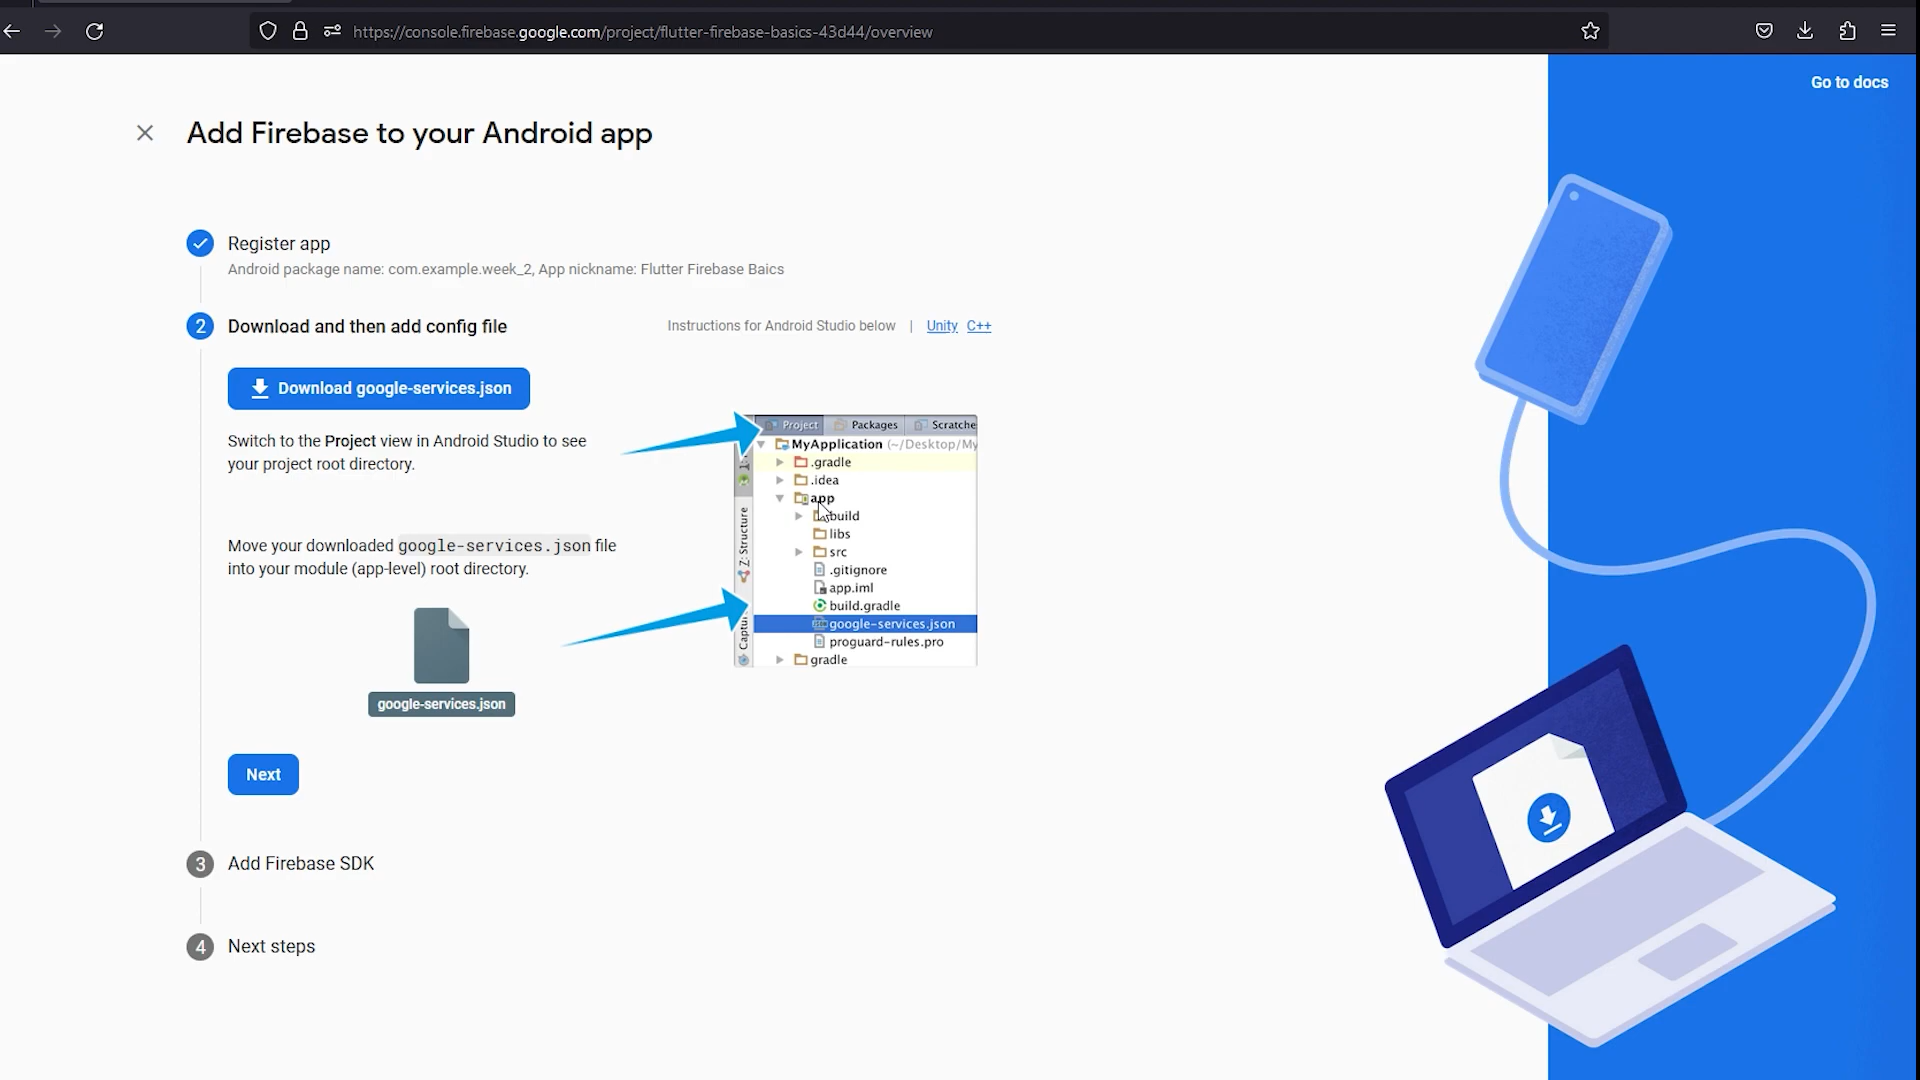 https://console.firebase.google.com/project/flutter-firebase-basics-43d44/overview
Go to docs
Add Firebase to your Android app
Register app
Android package name: com.example.week_2, App nickname: Flutter Firebase Baics
2 Download and then add config file
Instructions for Android Studio below | Unity C++
Download google-services.json
Switch to the Project view in Android Studio to see
your project root directory.
Move your downloaded google-services.json file
into your module (app-level) root directory.
google-services.json
Project Packages Scratche
MyApplication (~/Desktop/My
.gradle
.idea
app
build
libs
src
.gitignore
app.iml
build.gradle
google-services.json
proguard-rules.pro
gradle
Z: Structure
Captu
Next
3 Add Firebase SDK
4 Next steps